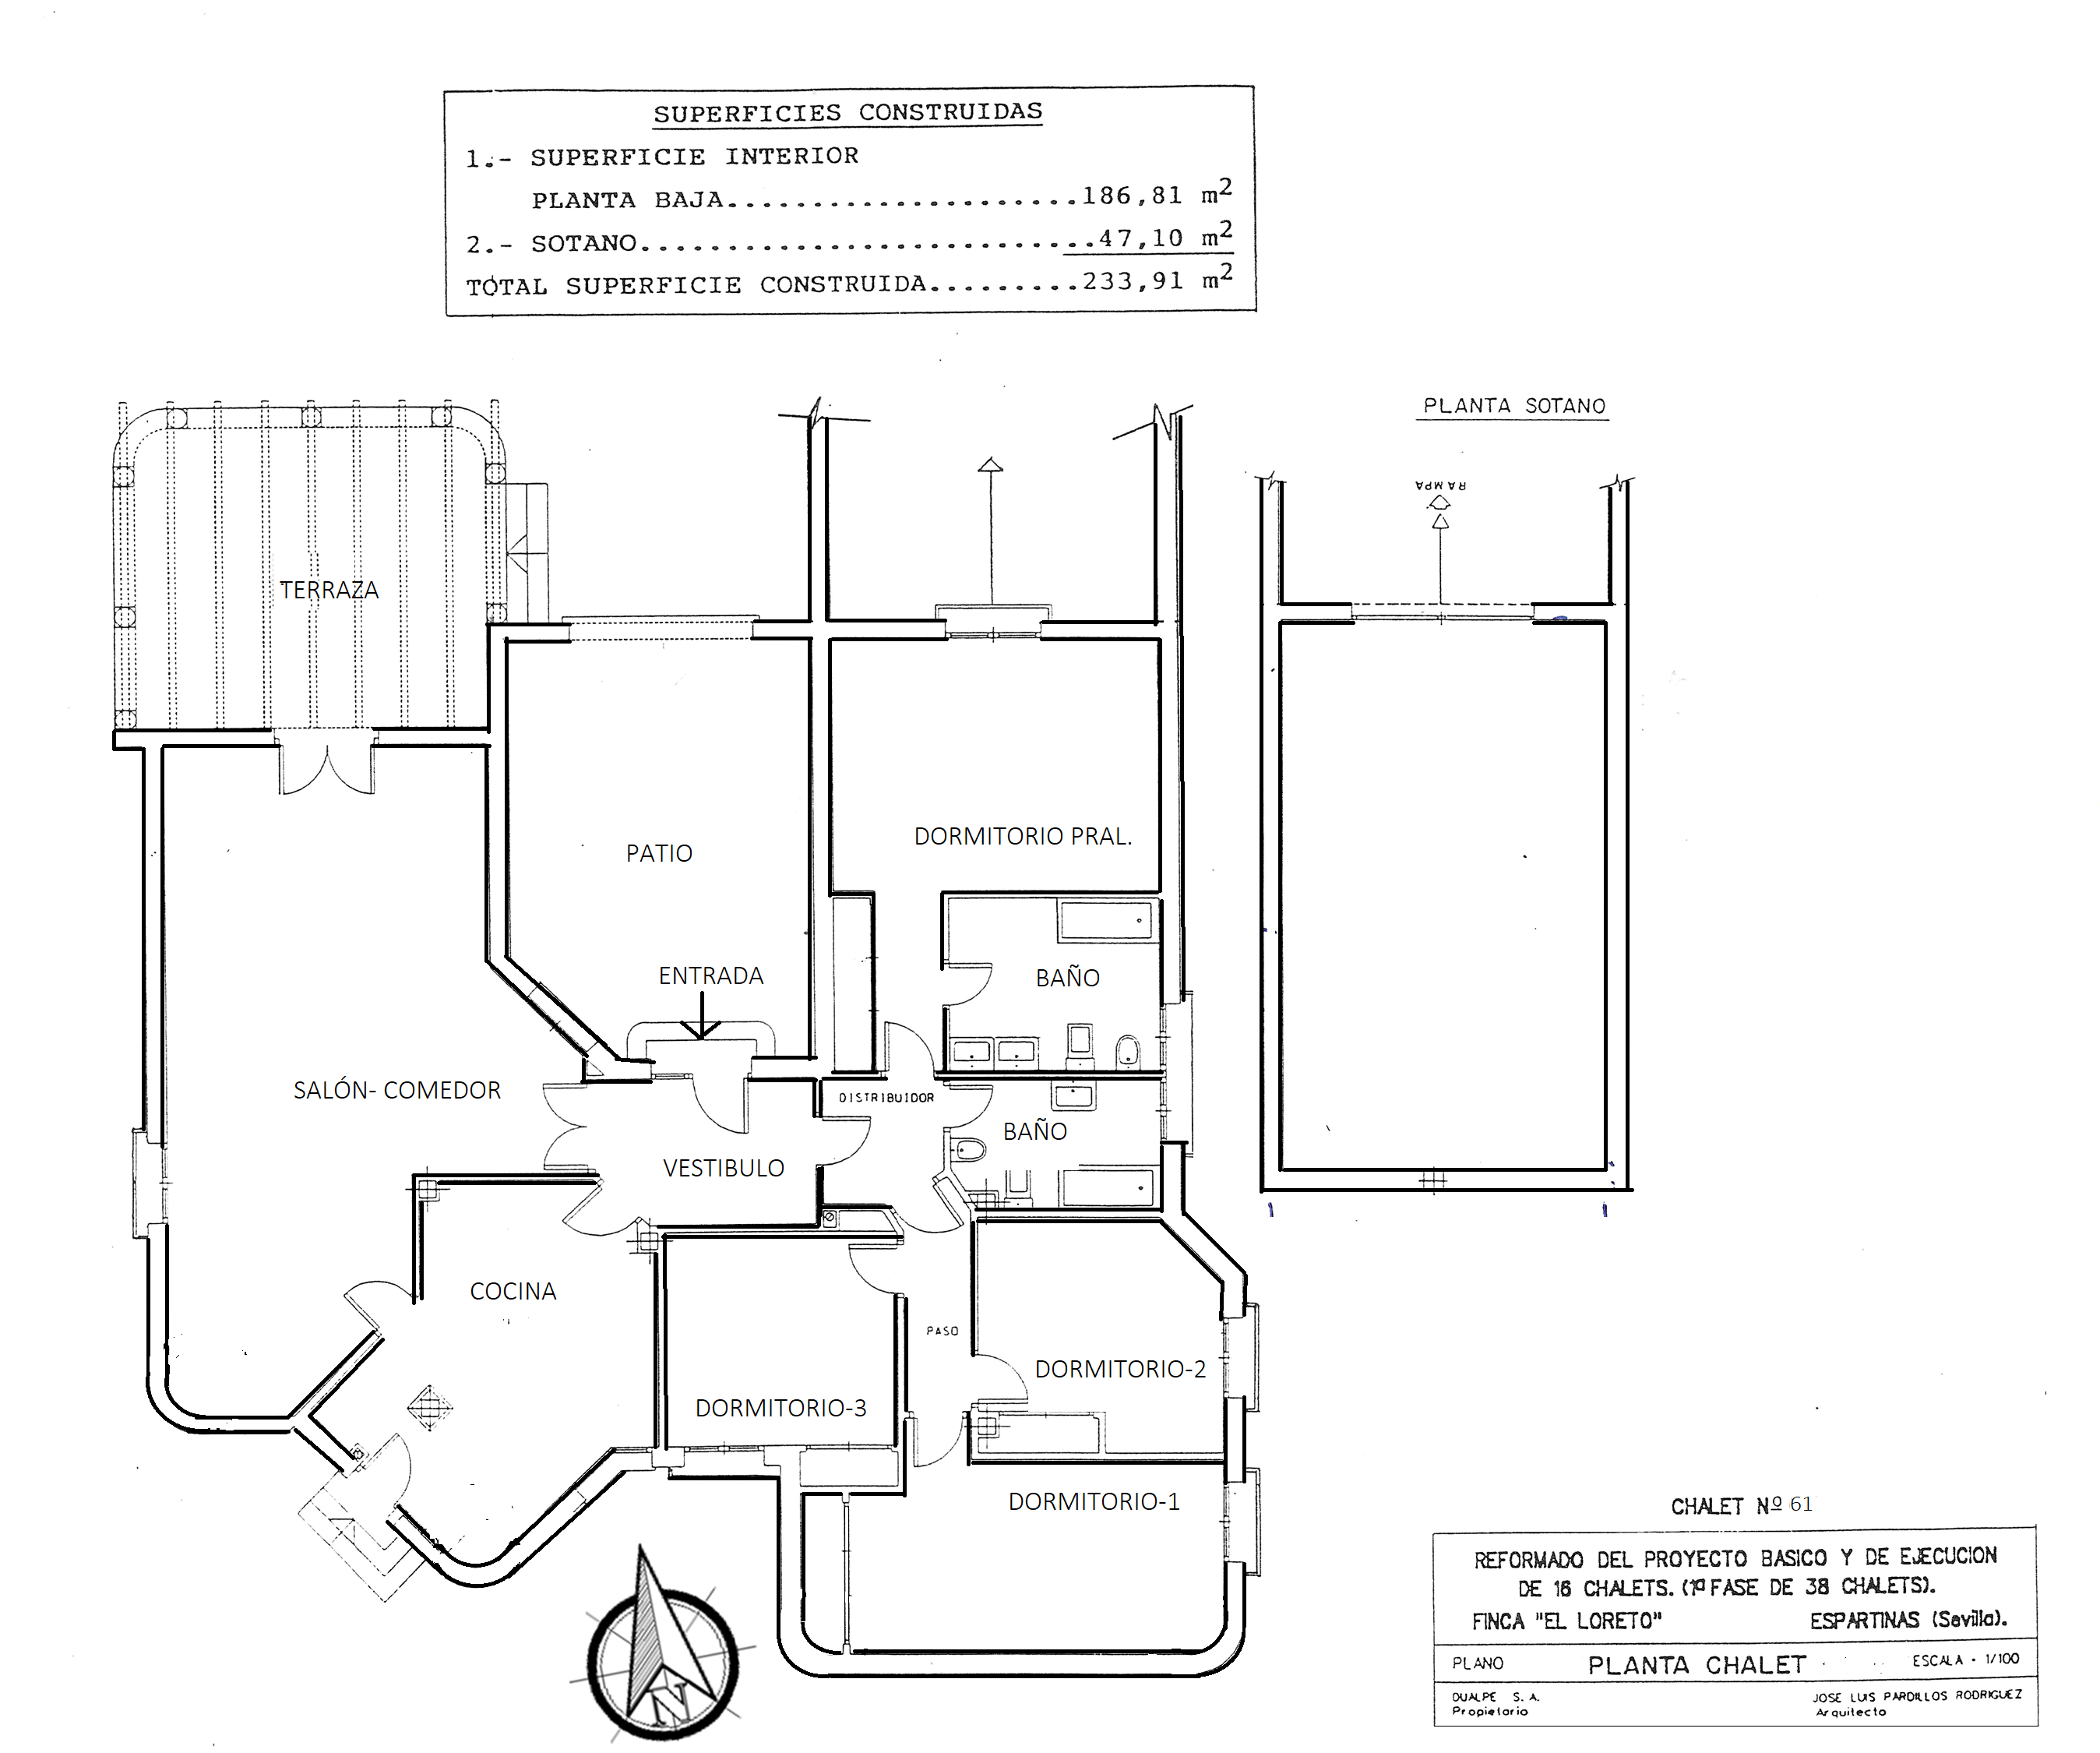 SUPERFICIES CONSTRUIDAS
1.- SUPERFICIE INTERIOR
PLANTA BAJA.....................186,81 m2
2.- SOTANO...........................47,10 m2
TOTAL SUPERFICIE CONSTRUIDA.........233,91 m2
PLANTA SOTANO
RAMPA
TERRAZA
PATIO
DORMITORIO PRAL.
ENTRADA
BAÑO
SALÓN- COMEDOR
DISTRIBUIDOR
BAÑO
VESTIBULO
COCINA
PASO
DORMITORIO-2
DORMITORIO-3
DORMITORIO-1
N
CHALET Nº 61
REFORMADO DEL PROYECTO BASICO Y DE EJECUCION
DE 16 CHALETS. (1ª FASE DE 38 CHALETS).
FINCA "EL LORETO" ESPARTINAS (Sevilla).
PLANO PLANTA CHALET ESCALA - 1/100
DUALPE S. A. JOSE LUIS PARDILLOS RODRIGUEZ
Propietario Arquitecto